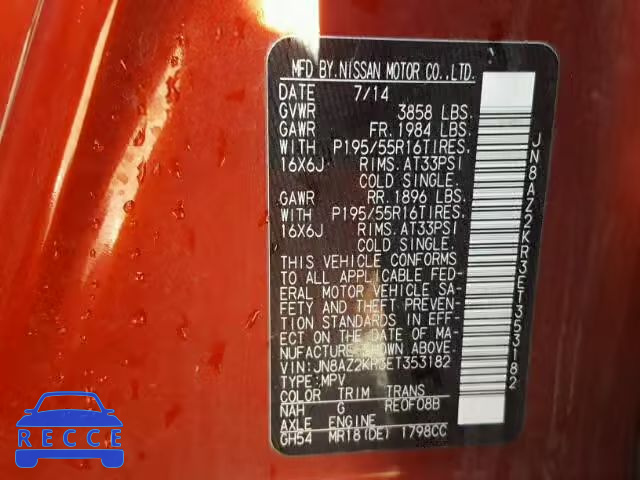 MFD BY.NISSAN MOTOR CO.,LTD.
DATE 7/14
GVWR 3858 LBS.
GAWR FR.1984 LBS.
WITH P195/55R16TIRES.
16X6J RIMS.AT33PSI
COLD SINGLE.
GAWR RR.1896 LBS.
WITH P195/55R16TIRES.
16X6J RIMS.AT33PSI
COLD SINGLE.
THIS VEHICLE CONFORMS
TO ALL APPLICABLE FED-
ERAL MOTOR VEHICLE SA-
FETY AND THEFT PREVEN-
TION STANDARDS IN EFF-
ECT ON THE DATE OF MA-
NUFACTURE SHOWN ABOVE.
VIN:JN8AZ2KR3ET353182
TYPE:MPV
COLOR TRIM TRANS
NAH G RE0F08B
AXLE ENGINE
GH54 MR18(DE) 1798CC
JN8AZ2KR3ET353182
RECCE